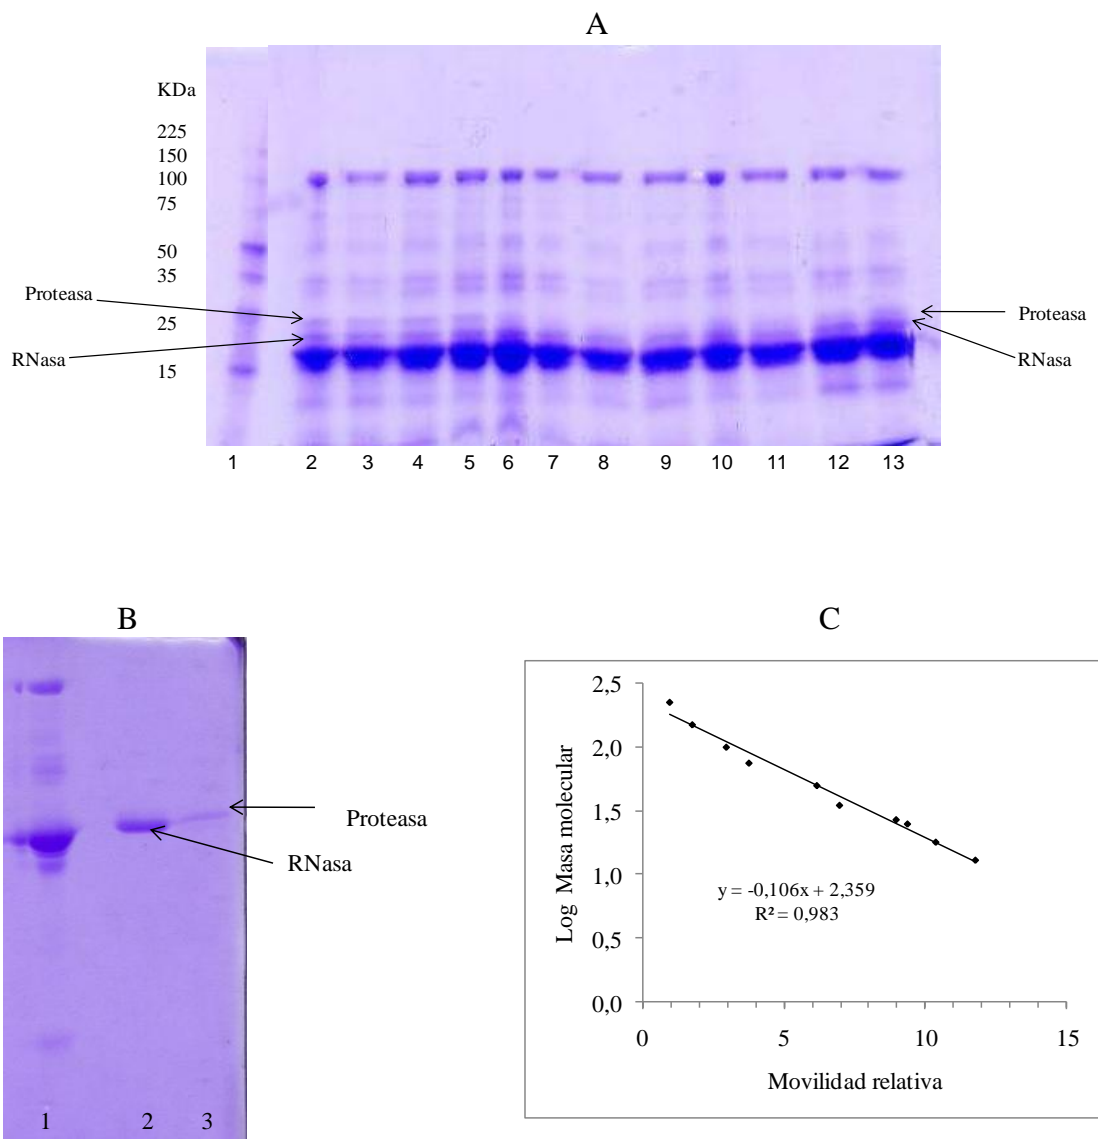 A
KDa
225
150
100
75
50
35
Proteasa
25
RNasa
15
Proteasa
RNasa
1 2 3 4 5 6 7 8 9 10 11 12 13
B
Proteasa
RNasa
1 2 3
C
2,5
2,0
1,5
1,0
0,5
0,0
Log Masa molecular
y = -0,106x + 2,359
R² = 0,983
0 5 10 15
Movilidad relativa